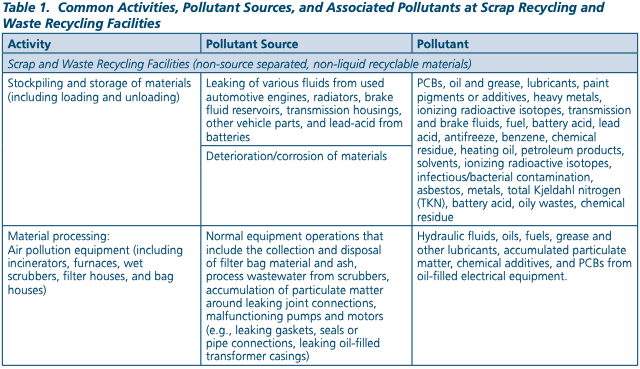 Table 1. Common Activities, Pollutant Sources, and Associated Pollutants at Scrap Recycling and
Waste Recycling Facilities
Activity
Pollutant Source
Pollutant
Scrap and Waste Recycling Facilities (non-source separated, non-liquid recyclable materials)
Stockpiling and storage of materials
(including loading and unloading)
Leaking of various fluids from used
automotive engines, radiators, brake
fluid reservoirs, transmission housings,
other vehicle parts, and lead-acid from
batteries
Deterioration/corrosion of materials
PCBs, oil and grease, lubricants, paint
pigments or additives, heavy metals,
ionizing radioactive isotopes, transmission
and brake fluids, fuel, battery acid, lead
acid, antifreeze, benzene, chemical
residue, heating oil, petroleum products,
solvents, ionizing radioactive isotopes,
infectious/bacterial contamination,
asbestos, metals, total Kjeldahl nitrogen
(TKN), battery acid, oily wastes, chemical
residue
Material processing:
Air pollution equipment (including
incinerators, furnaces, wet
scrubbers, filter houses, and bag
houses)
Normal equipment operations that
include the collection and disposal
of filter bag material and ash,
process wastewater from scrubbers,
accumulation of particulate matter
around leaking joint connections,
malfunctioning pumps and motors
(e.g., leaking gaskets, seals or
pipe connections, leaking oil-filled
transformer casings)
Hydraulic fluids, oils, fuels, grease and
other lubricants, accumulated particulate
matter, chemical additives, and PCBs from
oil-filled electrical equipment.